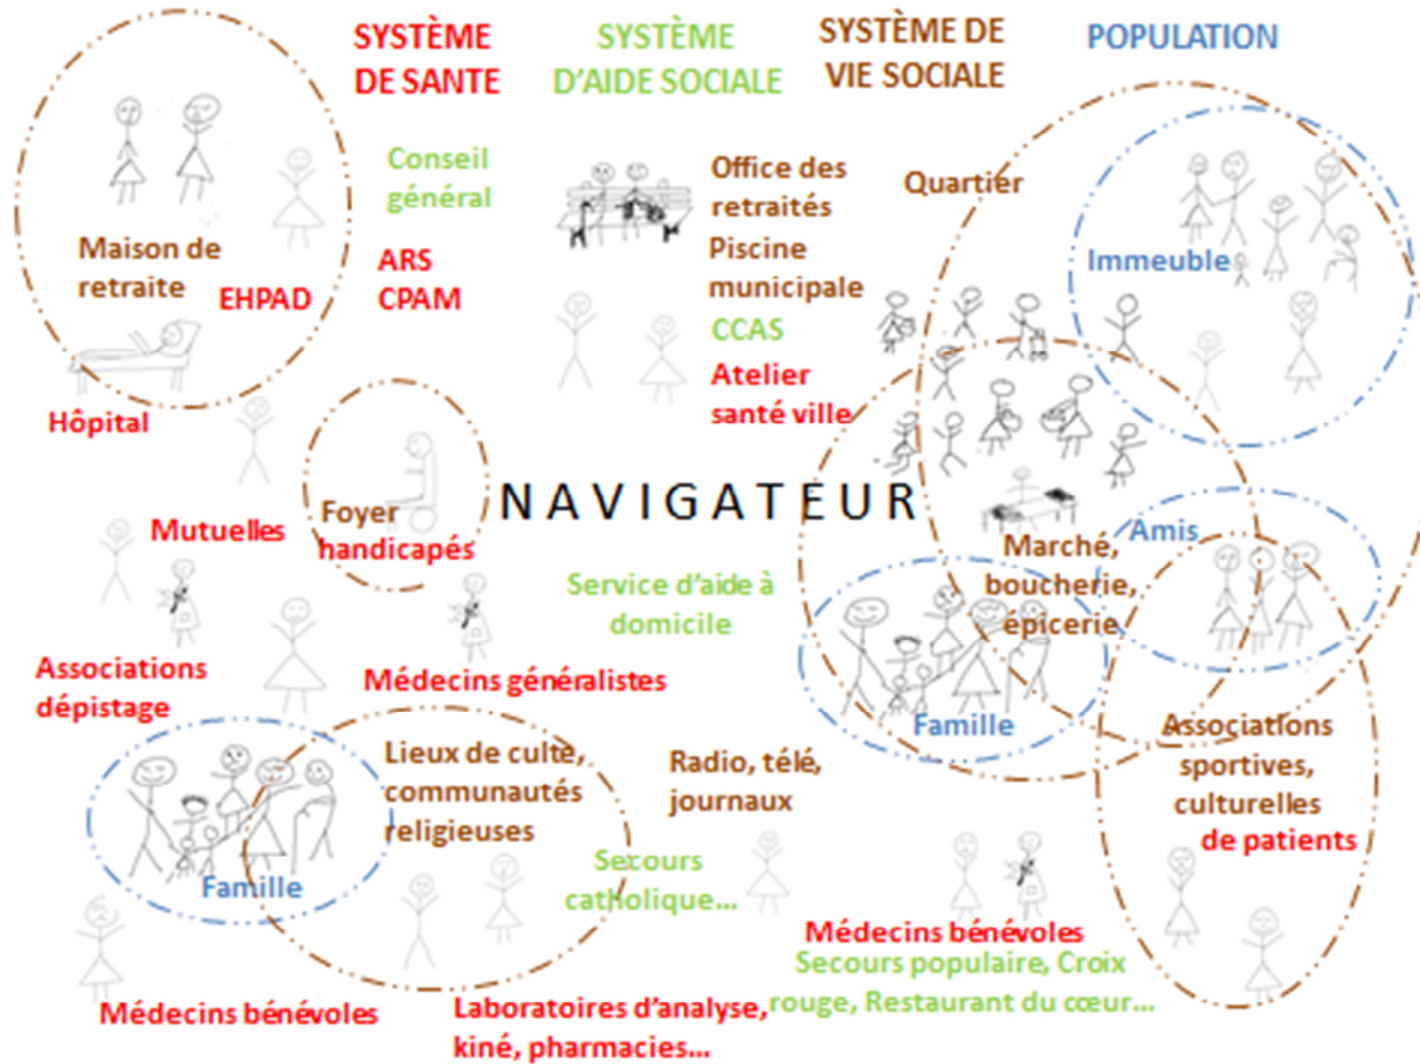 SYSTÈME
DE SANTE
SYSTÈME
D'AIDE SOCIALE
SYSTÈME DE
VIE SOCIALE
POPULATION
Conseil
général
Office des
retraités
Quartier
Maison de
retraite
EHPAD
ARS
CPAM
Piscine
municipale
Immeuble
CCAS
Atelier
santé ville
Hôpital
NAVIGATEUR
Foyer
handicapés
Mutuelles
Amis
Marché,
boucherie,
épicerie
Service d'aide à
domicile
Associations
dépistage
Médecins généralistes
Famille
Associations
sportives,
culturelles
de patients
Lieux de culte,
communautés
religieuses
Radio, télé,
journaux
Famille
Secours
catholique...
Médecins bénévoles
Secours populaire, Croix
rouge, Restaurant du cœur...
Médecins bénévoles
Laboratoires d'analyse,
kiné, pharmacies...